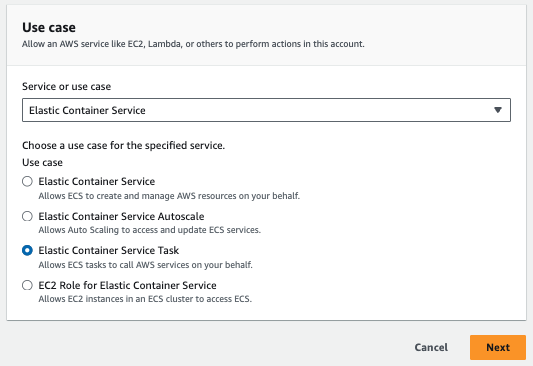 Use case
Allow an AWS service like EC2, Lambda, or others to perform actions in this account.
Service or use case
Elastic Container Service
Choose a use case for the specified service.
Use case
Elastic Container Service
Allows ECS to create and manage AWS resources on your behalf.
Elastic Container Service Autoscale
Allows Auto Scaling to access and update ECS services.
Elastic Container Service Task
Allows ECS tasks to call AWS services on your behalf.
EC2 Role for Elastic Container Service
Allows EC2 instances in an ECS cluster to access ECS.
Cancel
Next